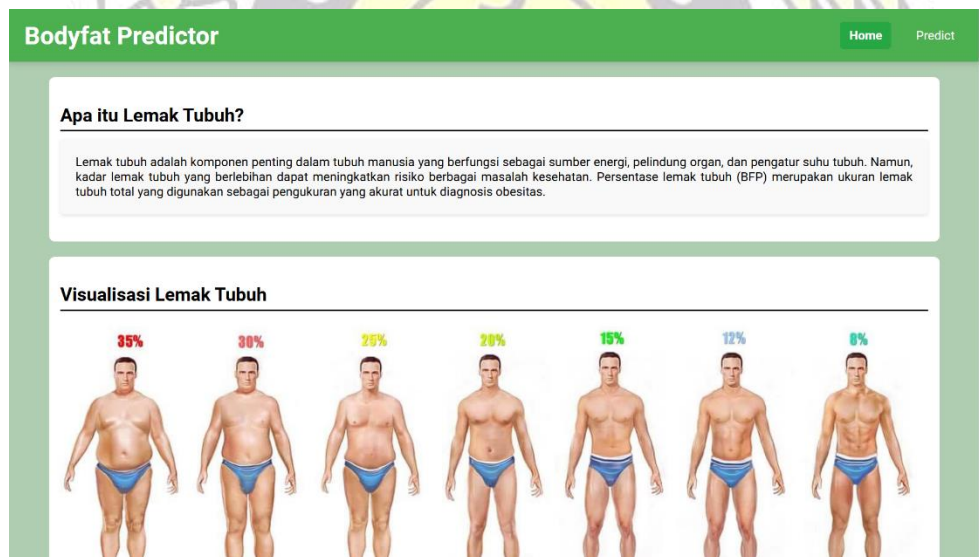 Bodyfat Predictor
Home
Predict
Apa itu Lemak Tubuh?
Lemak tubuh adalah komponen penting dalam tubuh manusia yang berfungsi sebagai sumber energi, pelindung organ, dan pengatur suhu tubuh. Namun,
kadar lemak tubuh yang berlebihan dapat meningkatkan risiko berbagai masalah kesehatan. Persentase lemak tubuh (BFP) merupakan ukuran lemak
tubuh total yang digunakan sebagai pengukuran yang akurat untuk diagnosis obesitas.
Visualisasi Lemak Tubuh
35% 30% 25% 20% 15% 12% 8%